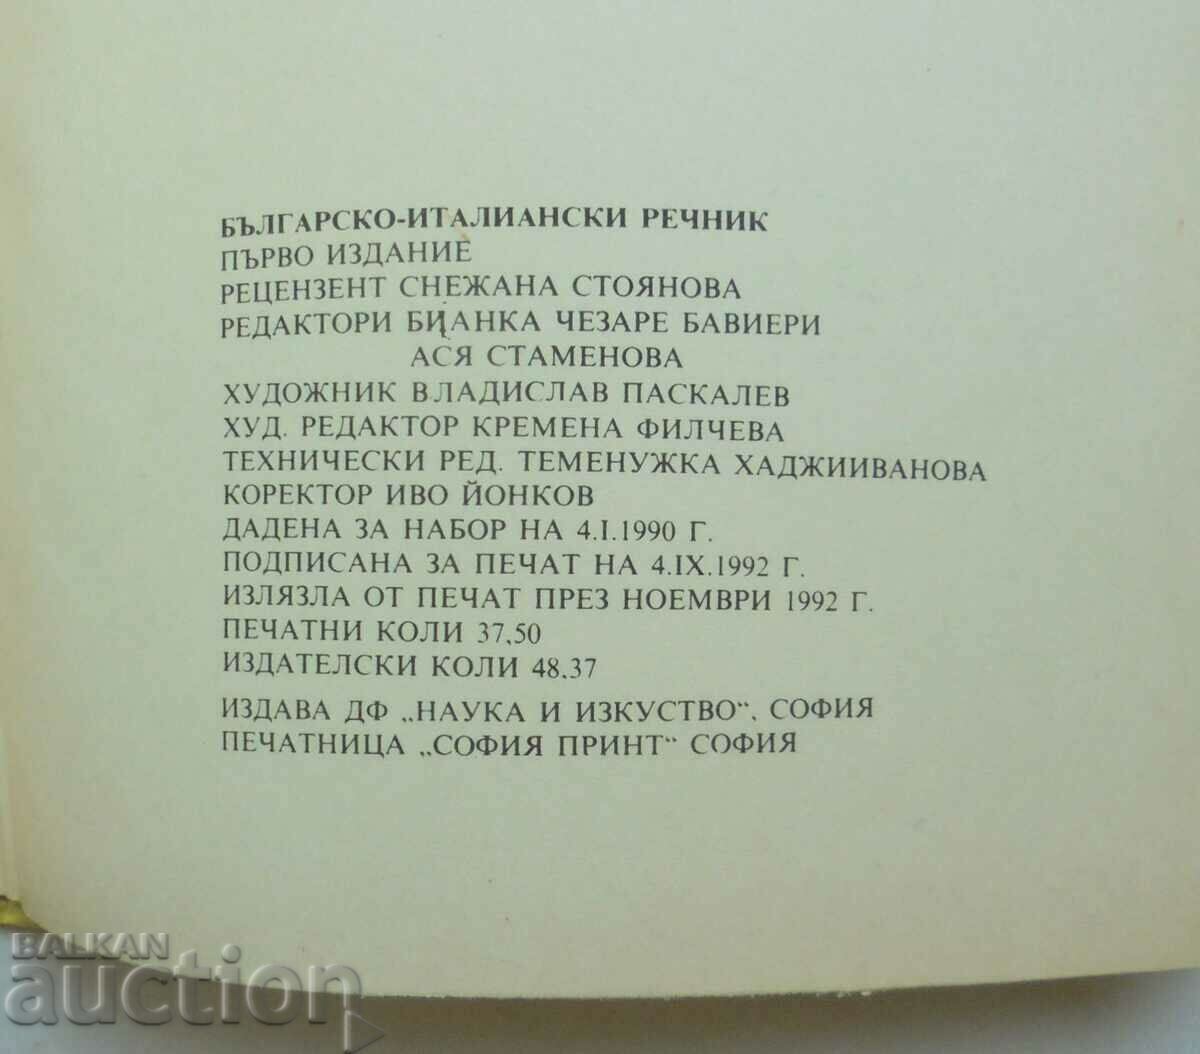 БЪЛГАРСКО-ИТАЛИАНСКИ РЕЧНИК
ПЪРВО ИЗДАНИЕ
РЕЦЕНЗЕНТ СНЕЖАНА СТОЯНОВА
РЕДАКТОРИ БИАНКА ЧЕЗАРЕ БАВИЕРИ
АСЯ СТАМЕНОВА
ХУДОЖНИК ВЛАДИСЛАВ ПАСКАЛЕВ
ХУД. РЕДАКТОР КРЕМЕНА ФИЛЧЕВА
ТЕХНИЧЕСКИ РЕД. ТЕМЕНУЖКА ХАДЖИИВАНОВА
КОРЕКТОР ИВО ЙОНКОВ
ДАДЕНА ЗА НАБОР НА 4.I.1990 Г.
ПОДПИСАНА ЗА ПЕЧАТ НА 4.IX.1992 Г.
ИЗЛЯЗЛА ОТ ПЕЧАТ ПРЕЗ НОЕМВРИ 1992 Г.
ПЕЧАТНИ КОЛИ 37,50
ИЗДАТЕЛСКИ КОЛИ 48.37
ИЗДАВА ДФ „НАУКА И ИЗКУСТВО“, СОФИЯ
ПЕЧАТНИЦА „СОФИЯ ПРИНТ“ СОФИЯ
BALKAN
auction